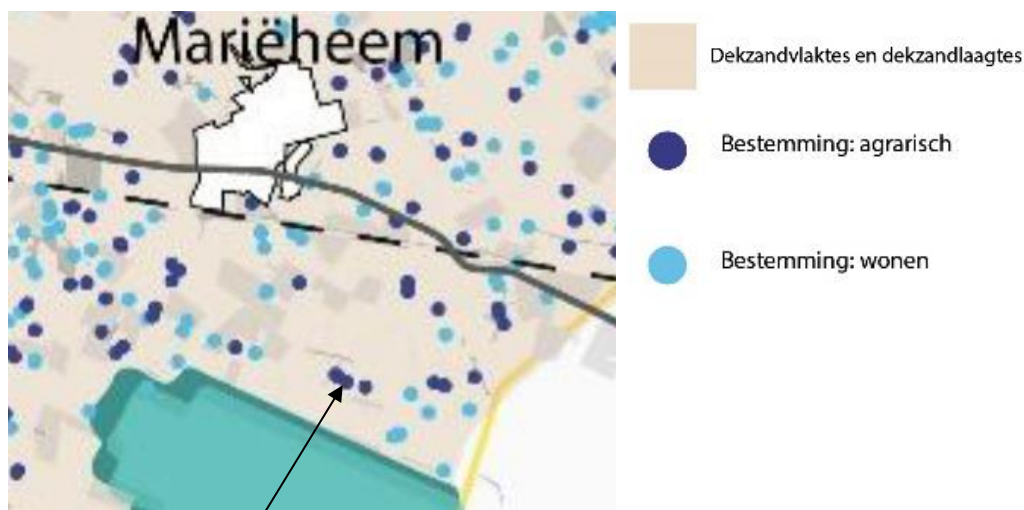 Mariëheem
Dekzandvlaktes en dekzandlaagtes
Bestemming: agrarisch
Bestemming: wonen